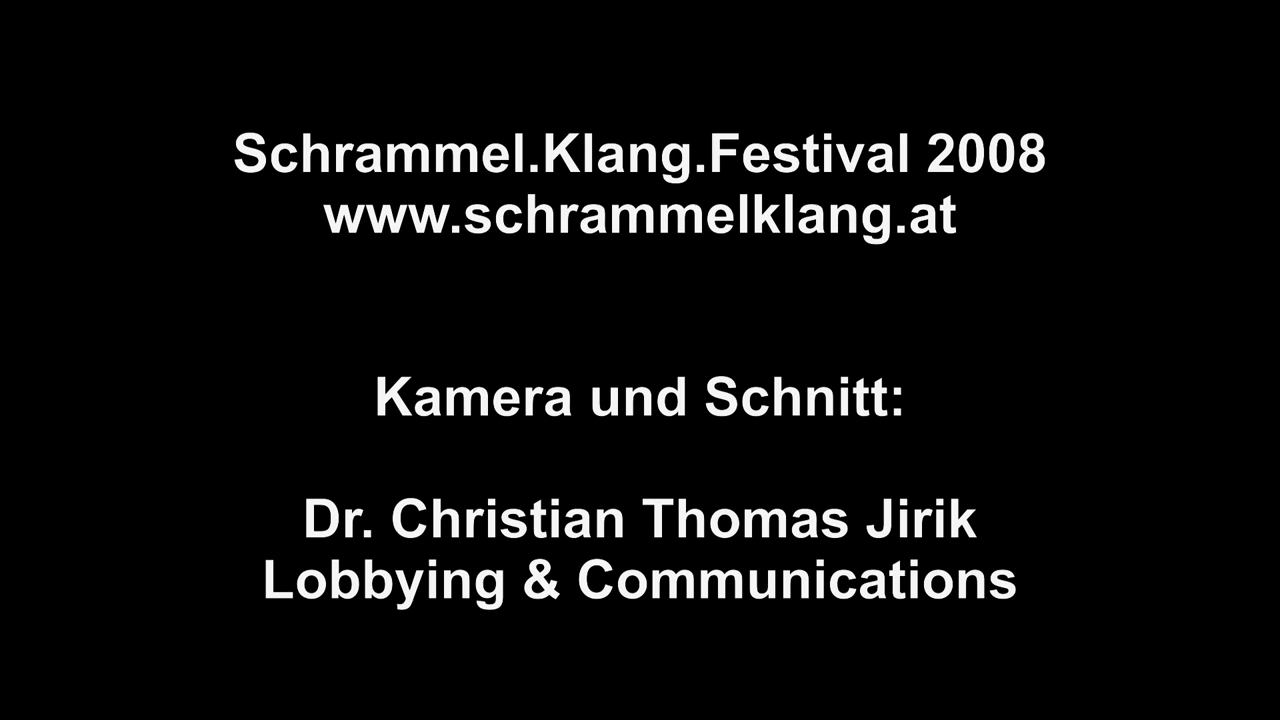 Schrammel.Klang.Festival 2008
www.schrammelklang.at
Kamera und Schnitt:
Dr. Christian Thomas Jirik
Lobbying & Communications